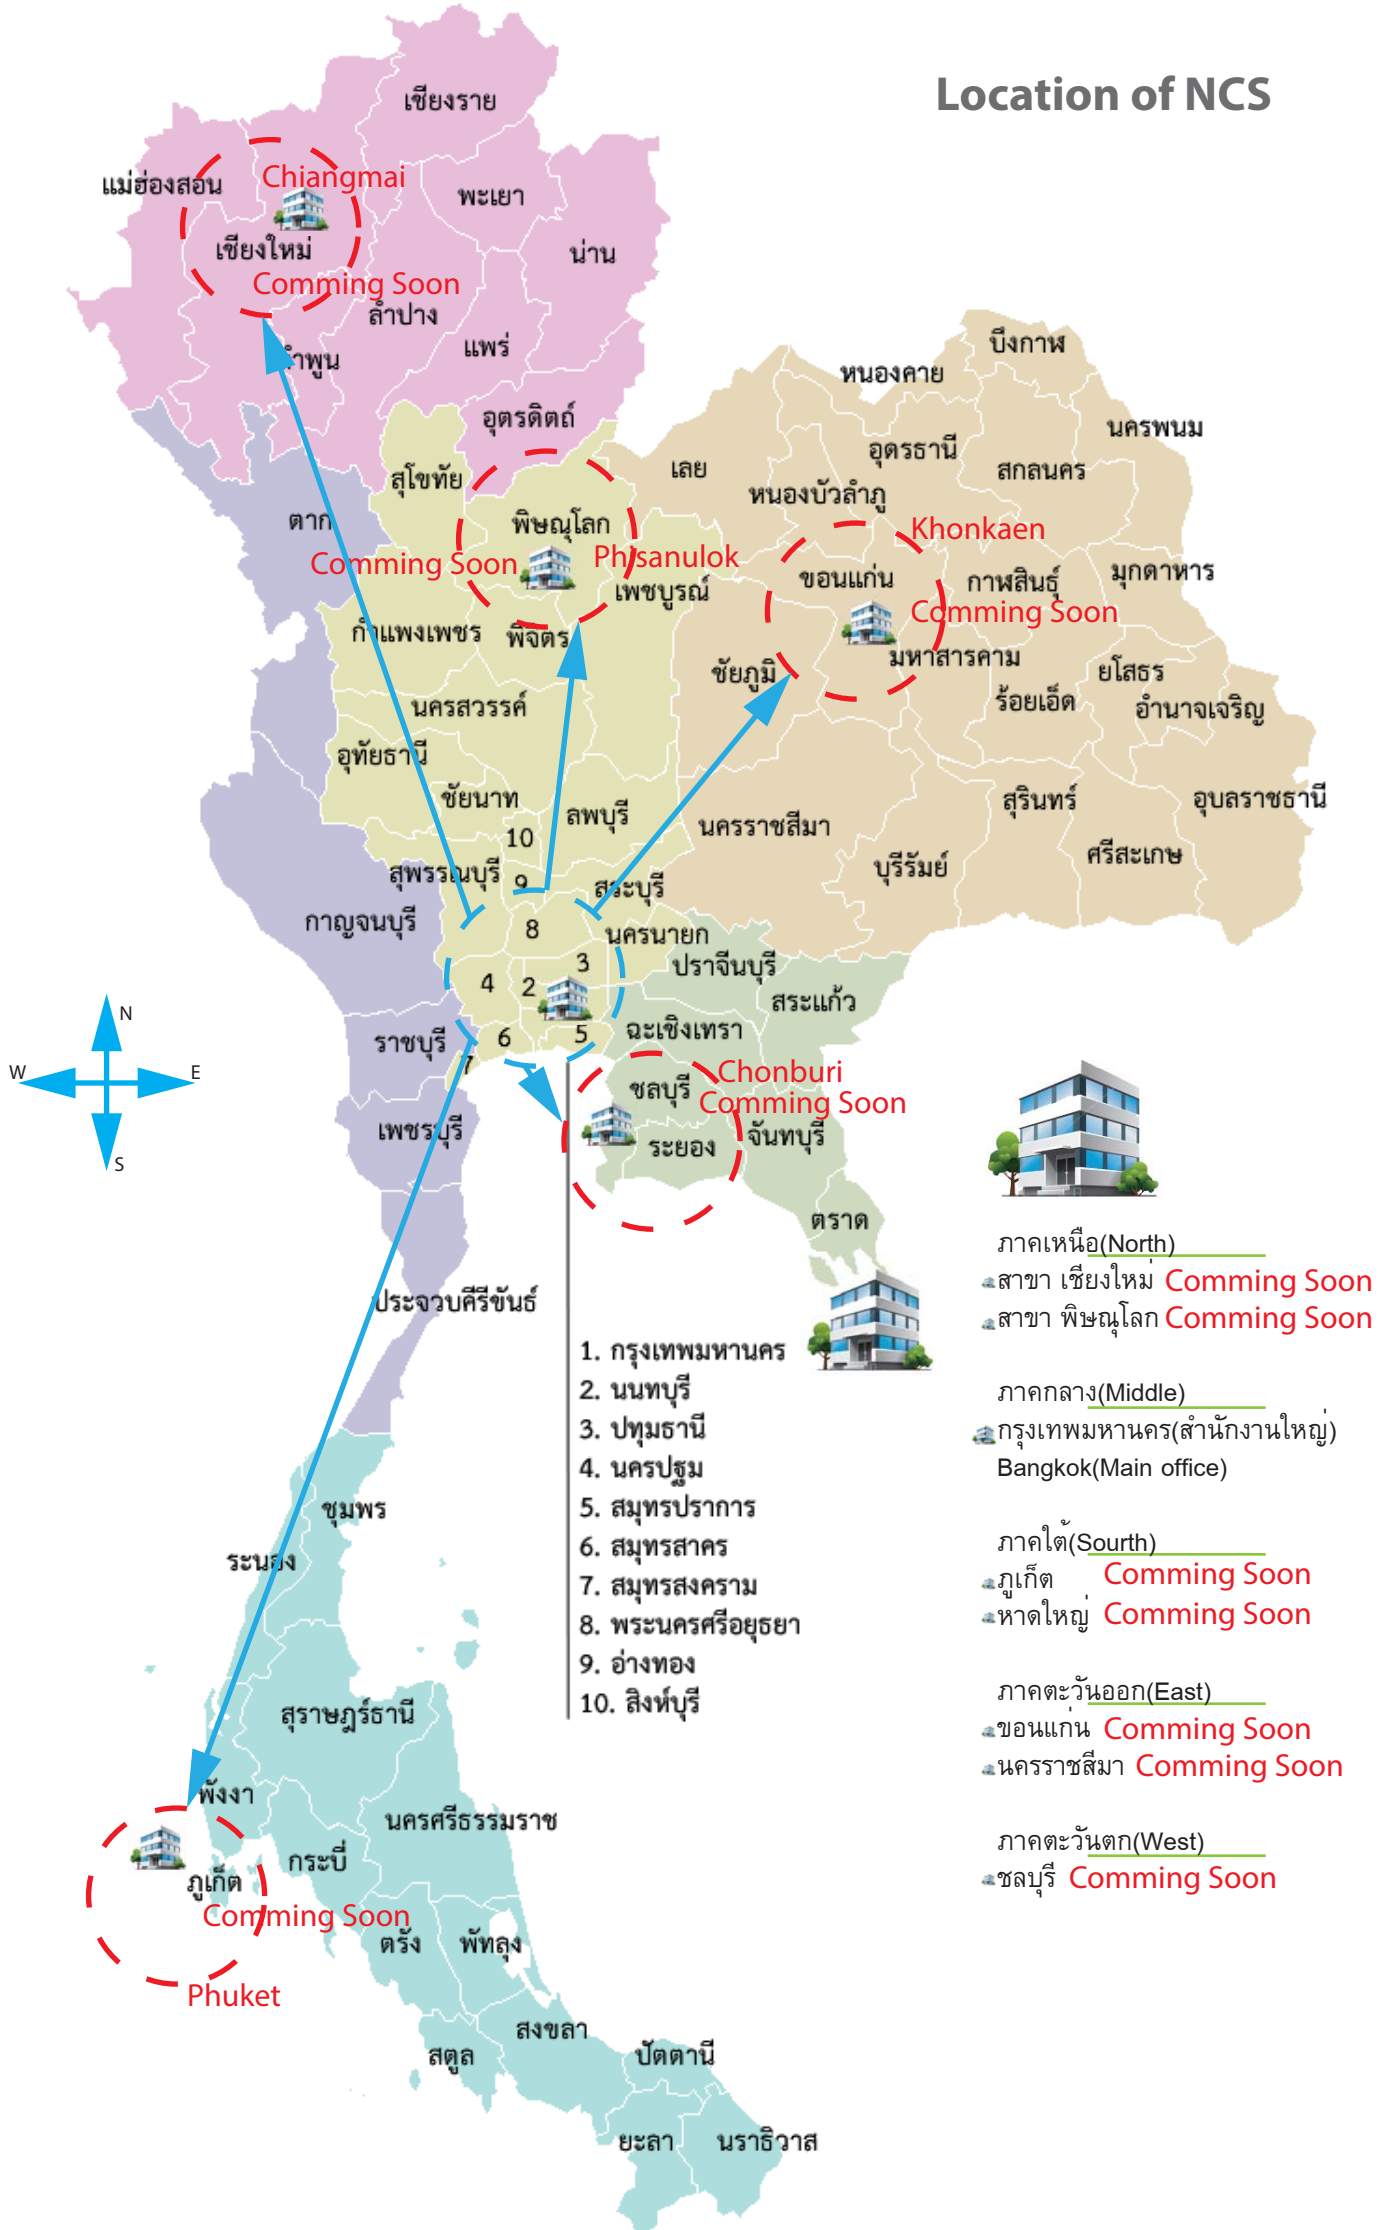 Location of NCS
เชียงราย
แม่ฮ่องสอน
Chiangmai
พะเยา
เชียงใหม่
น่าน
Comming Soon
ลำปาง
แพร่
ลำพูน
บึงกาฬ
หนองคาย
อุตรดิตถ์
นครพนม
อุดรธานี
สกลนคร
เลย
สุโขทัย
หนองบัวลำภู
ตาก
พิษณุโลก
Khonkaen
Comming Soon
Phisanulok
ขอนแก่น
กาฬสินธุ์
มุกดาหาร
เพชบูรณ์
Comming Soon
กำแพงเพชร
พิจิตร
มหาสารคาม
ชัยภูมิ
ยโสธร
ร้อยเอ็ด
อำนาจเจริญ
นครสวรรค์
อุทัยธานี
ชัยนาท
ลพบุรี
สุรินทร์
อุบลราชธานี
นครราชสีมา
10
ศรีสะเกษ
บุรีรัมย์
สุพรรณบุรี
9
สระบุรี
กาญจนบุรี
8
นครนายก
3
ปราจีนบุรี
4
2
สระแก้ว
N
ราชบุรี
6
5
ฉะเชิงเทรา
7
W
E
Chonburi
ชลบุรี
Comming Soon
เพชรบุรี
ระยอง
จันทบุรี
S
ตราด
ประจวบคีรีขันธ์
1. กรุงเทพมหานคร
2. นนทบุรี
3. ปทุมธานี
4. นครปฐม
5. สมุทรปราการ
6. สมุทรสาคร
7. สมุทรสงคราม
8. พระนครศรีอยุธยา
9. อ่างทอง
10. สิงห์บุรี
ภาคเหนือ(North)
สาขา เชียงใหม่ Comming Soon
สาขา พิษณุโลก Comming Soon
ภาคกลาง(Middle)
กรุงเทพมหานคร(สำนักงานใหญ่)
Bangkok(Main office)
ภาคใต้(Sourth)
ภูเก็ต Comming Soon
หาดใหญ่ Comming Soon
ภาคตะวันออก(East)
ขอนแก่น Comming Soon
นครราชสีมา Comming Soon
ภาคตะวันตก(West)
ชลบุรี Comming Soon
ชุมพร
ระนอง
สุราษฎร์ธานี
พังงา
นครศรีธรรมราช
กระบี่
ภูเก็ต
Comming Soon
ตรัง
พัทลุง
Phuket
สงขลา
สตูล
ปัตตานี
ยะลา
นราธิวาส